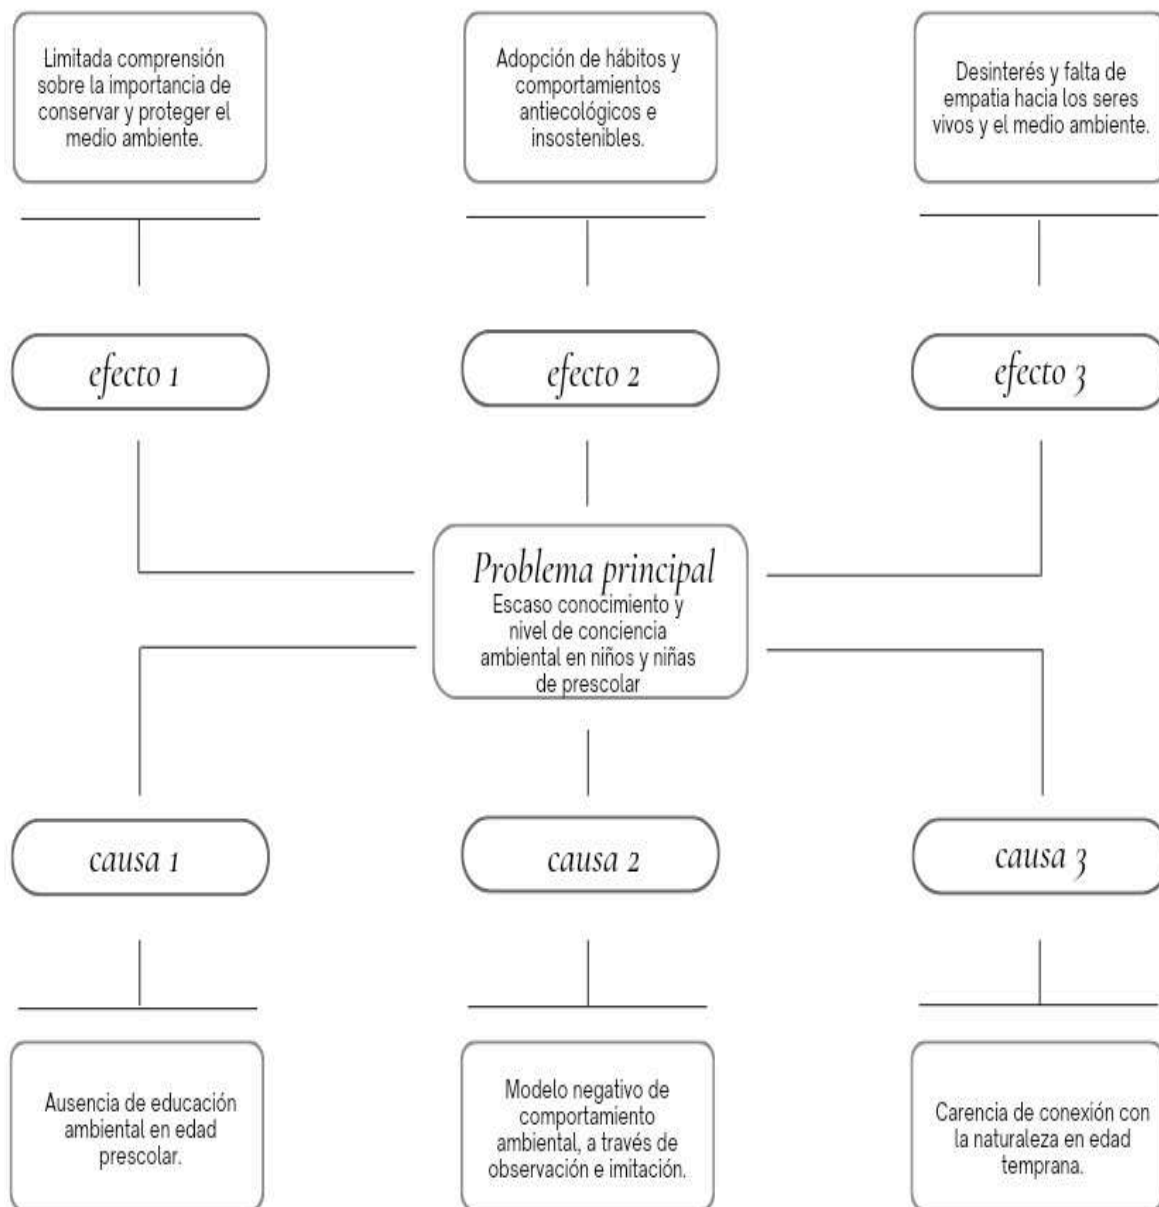 Limitada comprensión
sobre la importancia de
conservar y proteger el
medio ambiente.
Adopción de hábitos y
comportamientos
antiecológicos e
insostenibles.
Desinterés y falta de
empatia hacia los seres
vivos y el medio ambiente.
efecto 1
efecto 2
efecto 3
Problema principal
Escaso conocimiento y
nivel de conciencia
ambiental en niños y niñas
de prescolar
causa 1
causa 2
causa 3
Ausencia de educación
ambiental en edad
prescolar.
Modelo negativo de
comportamiento
ambiental, a través de
observación e imitación.
Carencia de conexión con
la naturaleza en edad
temprana.